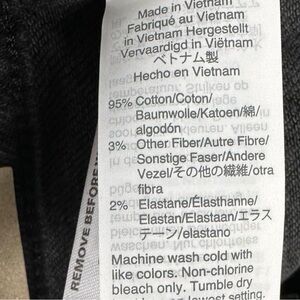 Made in Vietnam
Fabriqué au Vietnam
in Vietnam Hergestellt
Vervaardigd in Viëtnam
ベトナム製
Hecho en Vietnam
95% Cotton/Coton/
Baumwolle/Katoen/綿/
algodón
3% Other Fiber/Autre Fibre/
Sonstige Faser/Andere
Vezel/その他の繊維/otra
fibra
2% Elastane/Élasthanne/
Elastan/Elastaan/エラス
テーン/elastano
Machine wash cold with
like colors. Non-chlorine
bleach only. Tumble dry
lowest setting.
REMOVE BEFORE